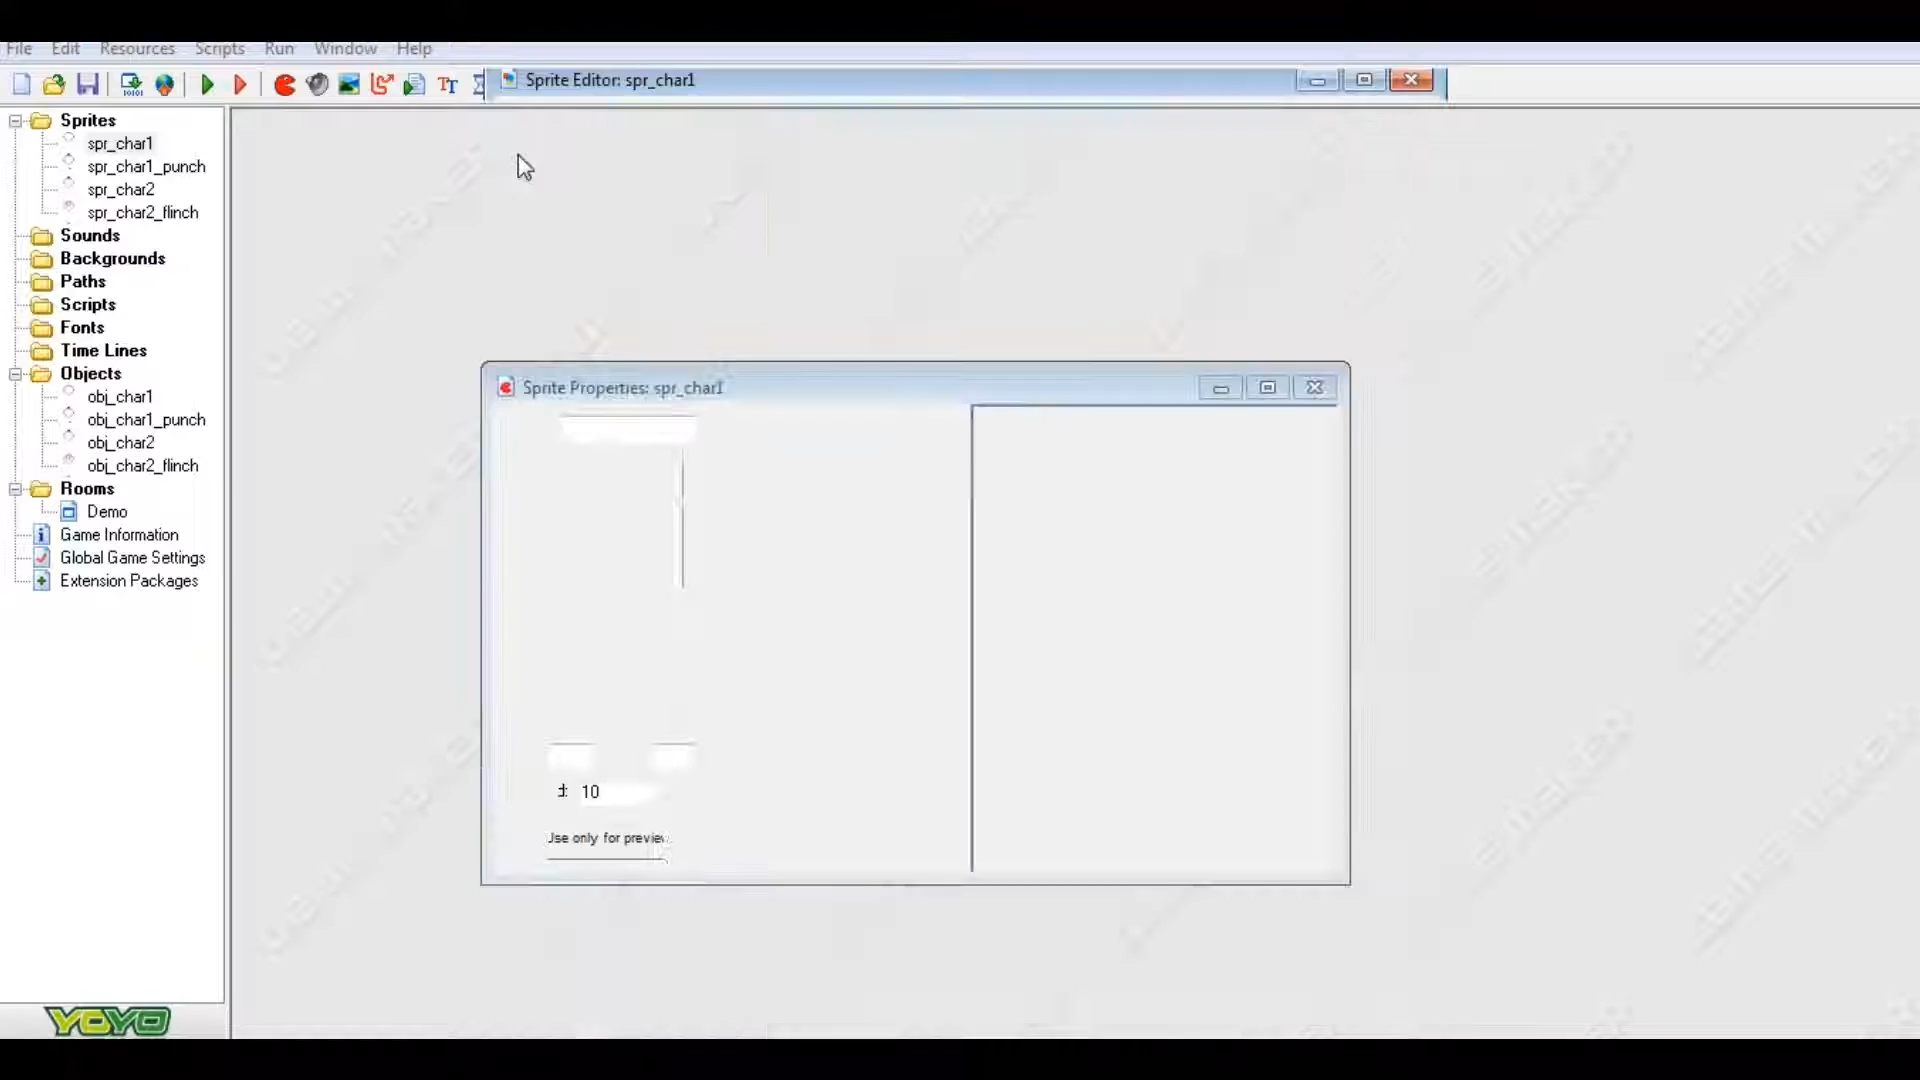 File Edit Resources Scripts Run Window Help
Sprite Editor: spr_char1
Sprites
spr_char1
spr_char1_punch
spr_char2
spr_char2_flinch
Sounds
Backgrounds
Paths
Scripts
Fonts
Time Lines
Objects
obj_char1
obj_char1_punch
obj_char2
obj_char2_flinch
Rooms
Demo
Game Information
Global Game Settings
Extension Packages
YOYO
Sprite Properties: spr_char1
10
Use only for preview